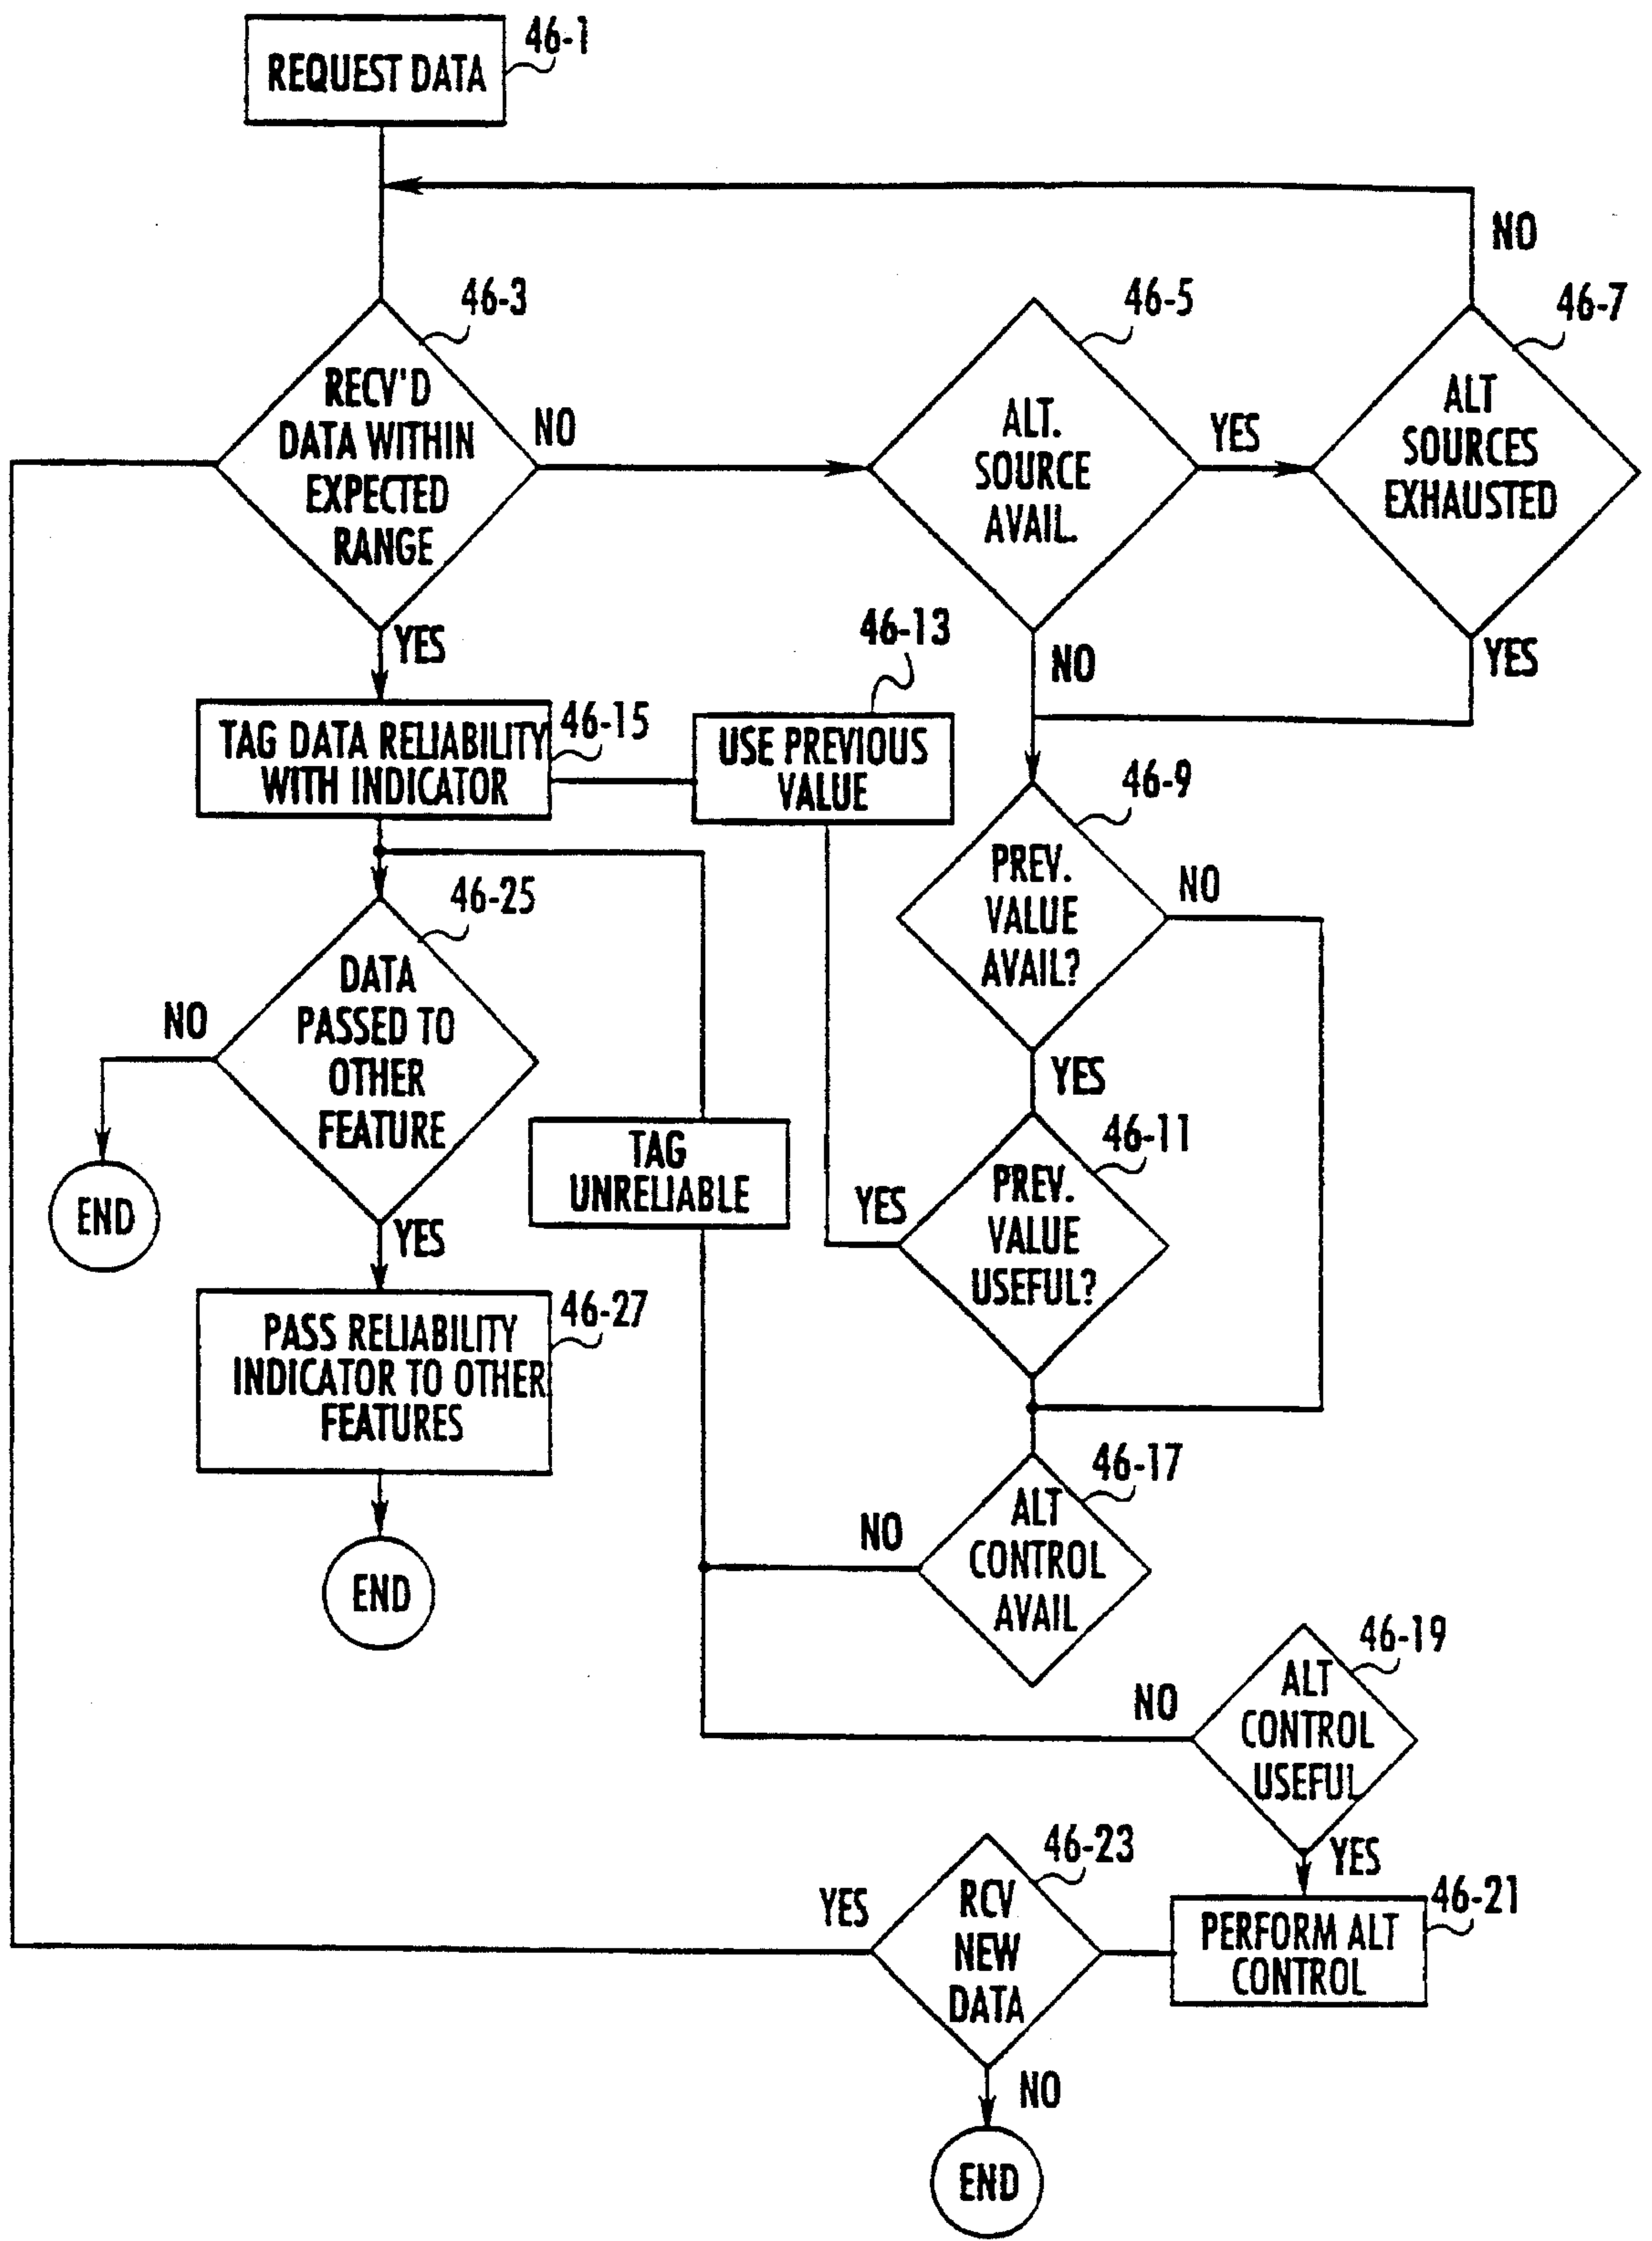 46-1
REQUEST DATA
NO
46-3
46-5
46-7
RECV'D
DATA WITHIN
EXPECTED
RANGE
NO
ALT.
SOURCE
AVAIL.
YES
ALT
SOURCES
EXHAUSTED
YES
46-13
NO
YES
TAG DATA RELIABILITY
WITH INDICATOR
46-15
USE PREVIOUS
VALUE
46-9
PREV.
VALUE
AVAIL?
NO
46-25
DATA
PASSED TO
OTHER
FEATURE
NO
YES
END
TAG
UNRELIABLE
46-11
PREV.
VALUE
USEFUL?
YES
YES
46-27
PASS RELIABILITY
INDICATOR TO OTHER
FEATURES
46-17
ALT
CONTROL
AVAIL
NO
END
46-19
ALT
CONTROL
USEFUL
NO
YES
46-23
RCV
NEW
DATA
YES
46-21
PERFORM ALT
CONTROL
NO
END